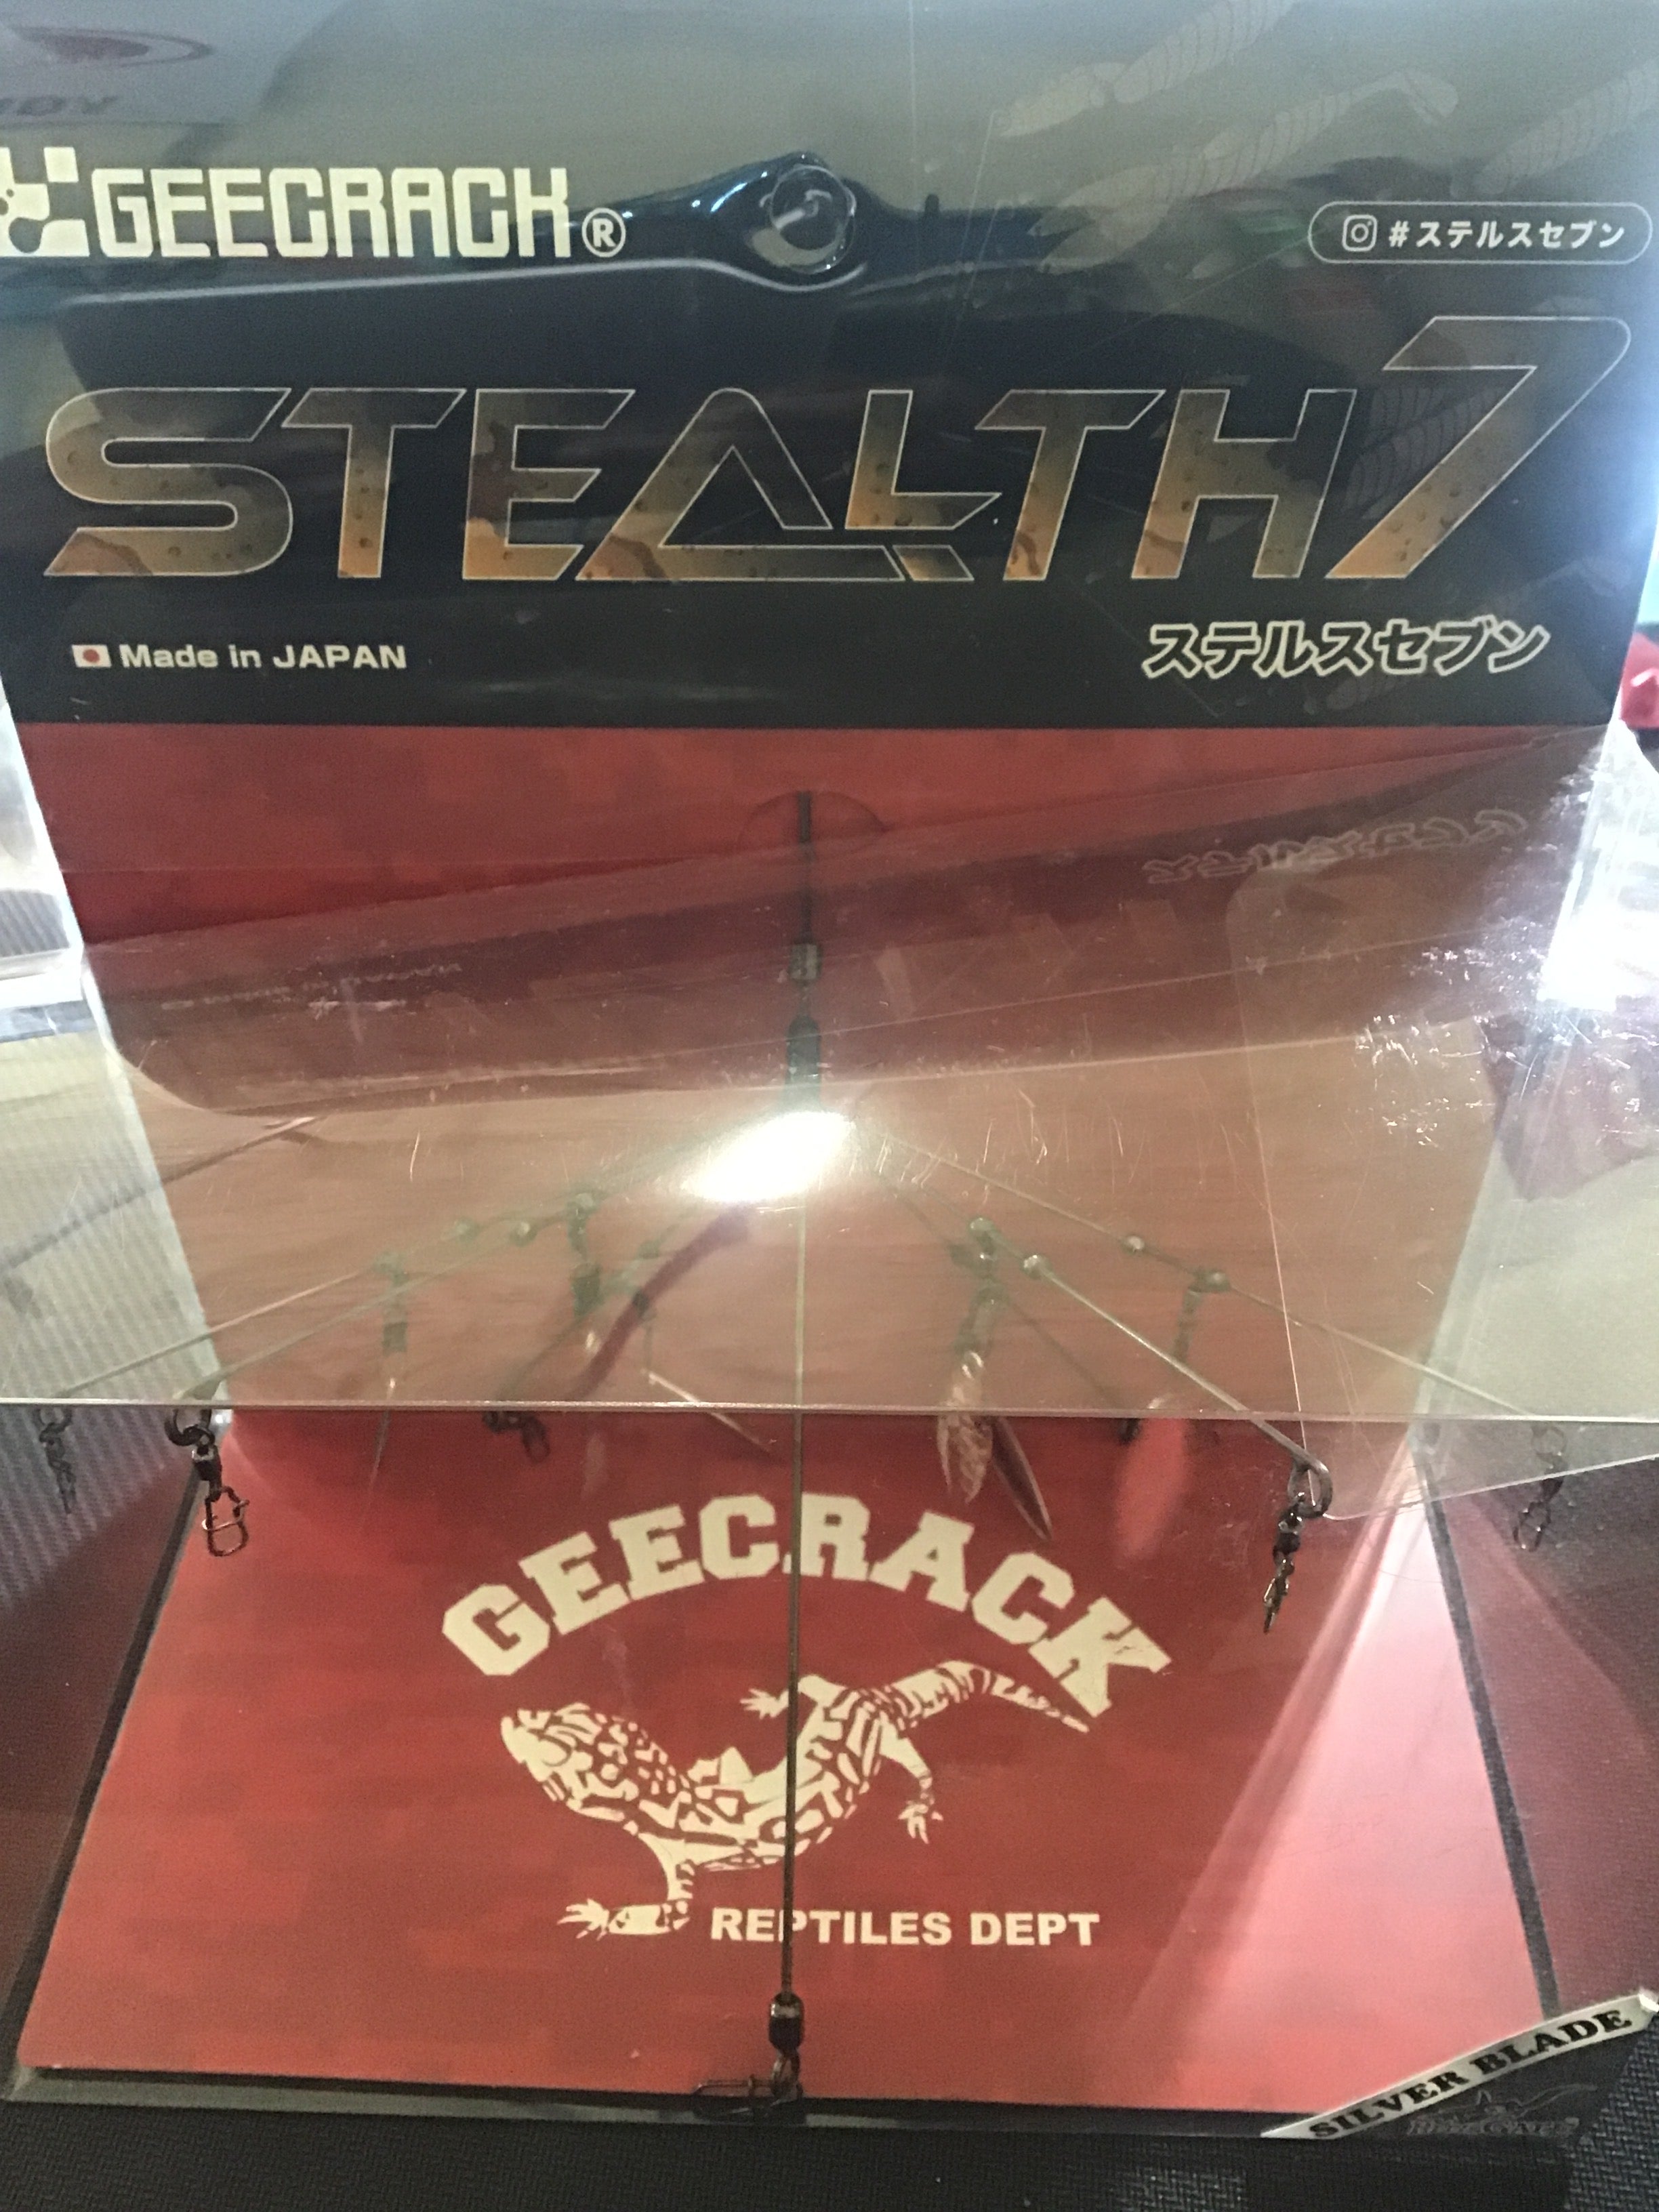 GEECRACK®
#ステルスセブン
STEALTH7
Made in JAPAN
ステルスセブン
GEECRACK
REPTILES DEPT
SILVER BLADE